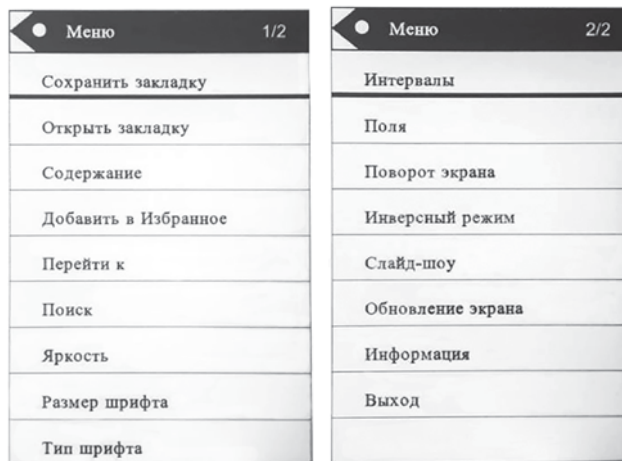 Меню 1/2
Сохранить закладку
Открыть закладку
Содержание
Добавить в Избранное
Перейти к
Поиск
Яркость
Размер шрифта
Тип шрифта
Меню 2/2
Интервалы
Поля
Поворот экрана
Инверсный режим
Слайд-шоу
Обновление экрана
Информация
Выход